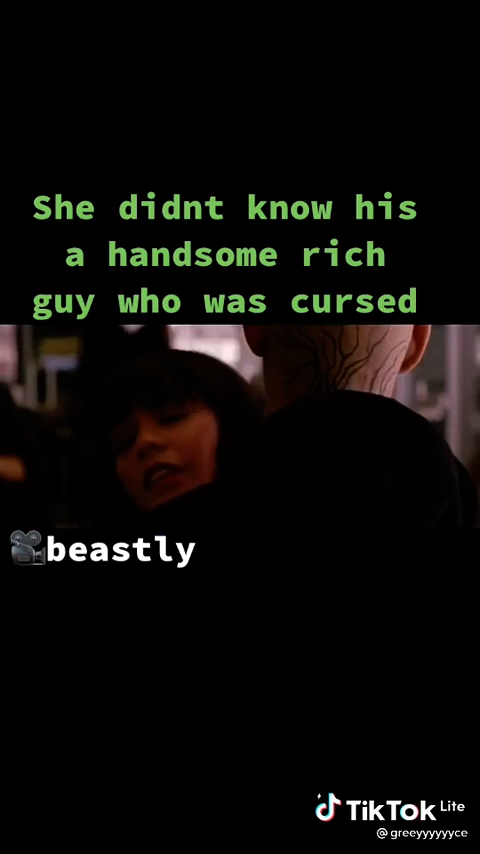 She didnt know his
a handsome rich
guy who was cursed
🎥beastly
TikTok Lite
@greeyyyyyyce